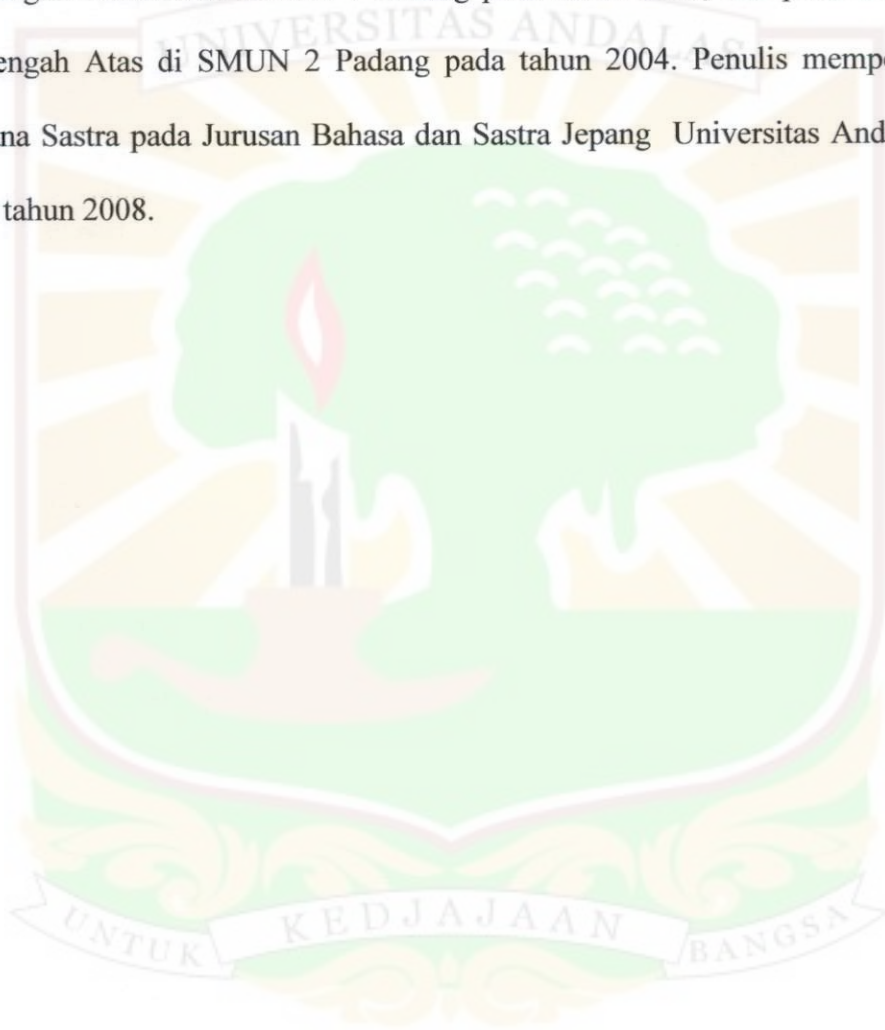 UNIVERSITAS ANDALAS
engah Atas di SMUN 2 Padang pada tahun 2004. Penulis mempe
na Sastra pada Jurusan Bahasa dan Sastra Jepang Universitas And
tahun 2008.
UNTUK KEDJAJAAN BANGSA